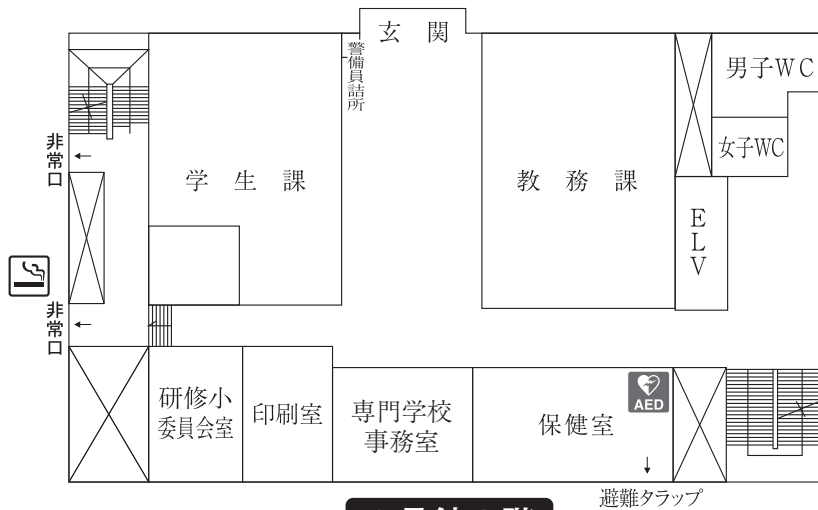 玄関
警備員詰所
男子WC
女子WC
非常口
学生課
教務課
ELV
非常口
研修小
委員会室
印刷室
専門学校
事務室
保健室
AED
避難タラップ